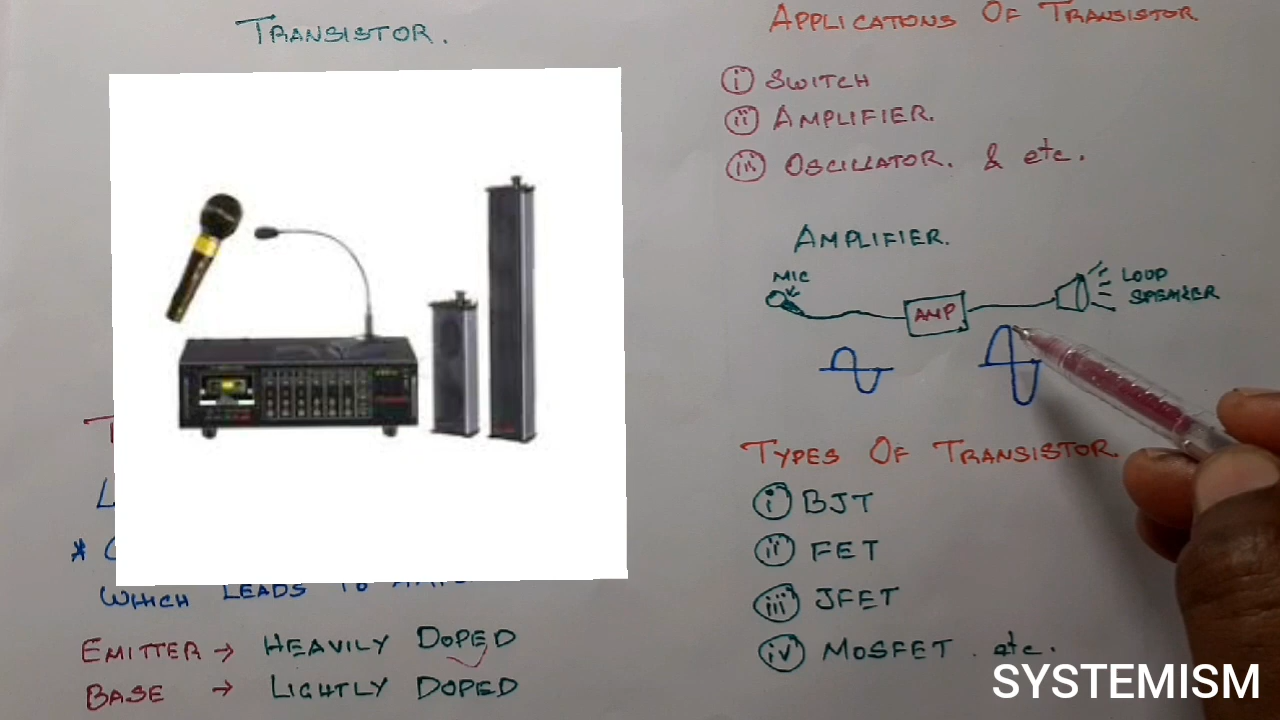 TRANSISTOR.
WHICH LEADS TO
EMITTER → HEAVILY DOPED
BASE → LIGHTLY DOPED
APPLICATIONS OF TRANSISTOR
(i) SWITCH
(ii) AMPLIFIER.
(iii) OSCILLATOR. & etc.
AMPLIFIER.
MIC
AMP
LOUD
SPEAKER
TYPES OF TRANSISTOR
(i) BJT
(ii) FET
(iii) JFET
(iv) MOSFET. etc.
SYSTEMISM